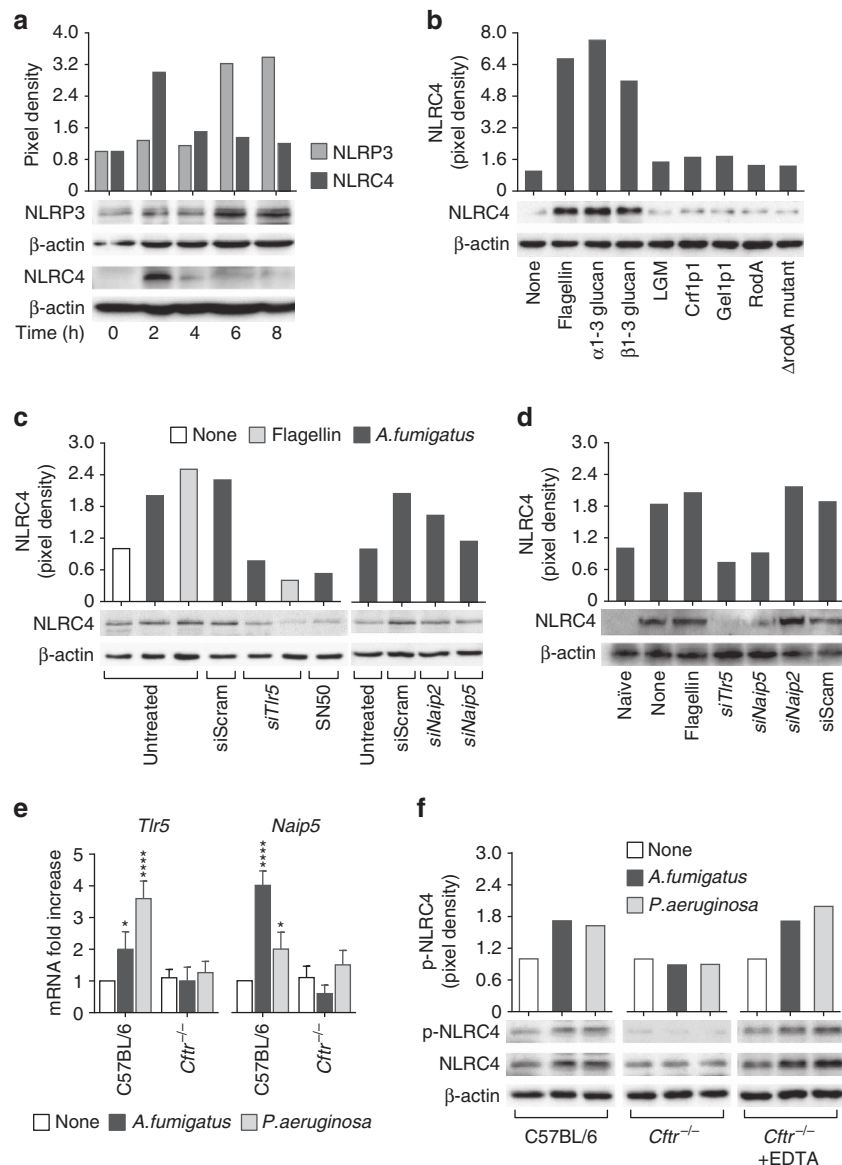 a
Pixel density
4.0
3.2
2.4
1.6
0.8
0
NLRP3
NLRC4
NLRP3
β-actin
NLRC4
β-actin
Time (h) 0 2 4 6 8
b
NLRC4
(pixel density)
8.0
6.4
4.8
3.2
1.6
0
NLRC4
β-actin
None
Flagellin
α1-3 glucan
β1-3 glucan
LGM
Crf1p1
Gel1p1
RodA
ΔrodA mutant
c
None Flagellin A.fumigatus
NLRC4
(pixel density)
3.0
2.4
1.8
1.2
0.6
0
NLRC4
β-actin
Untreated
siScram
siTlr5
SN50
Untreated
siScram
siNaip2
siNaip5
d
NLRC4
(pixel density)
3.0
2.4
1.8
1.2
0.6
0
NLRC4
β-actin
Naïve
None
Flagellin
siTlr5
siNaip5
siNaip2
siScam
e
Tlr5 Naip5
mRNA fold increase
5
4
3
2
1
0
*
****
****
*
C57BL/6
Cftr–/–
C57BL/6
Cftr–/–
None A.fumigatus P.aeruginosa
f
None
A.fumigatus
P.aeruginosa
p-NLRC4
(pixel density)
3.0
2.4
1.8
1.2
0.6
0
p-NLRC4
NLRC4
β-actin
C57BL/6 Cftr–/– Cftr–/–
+EDTA